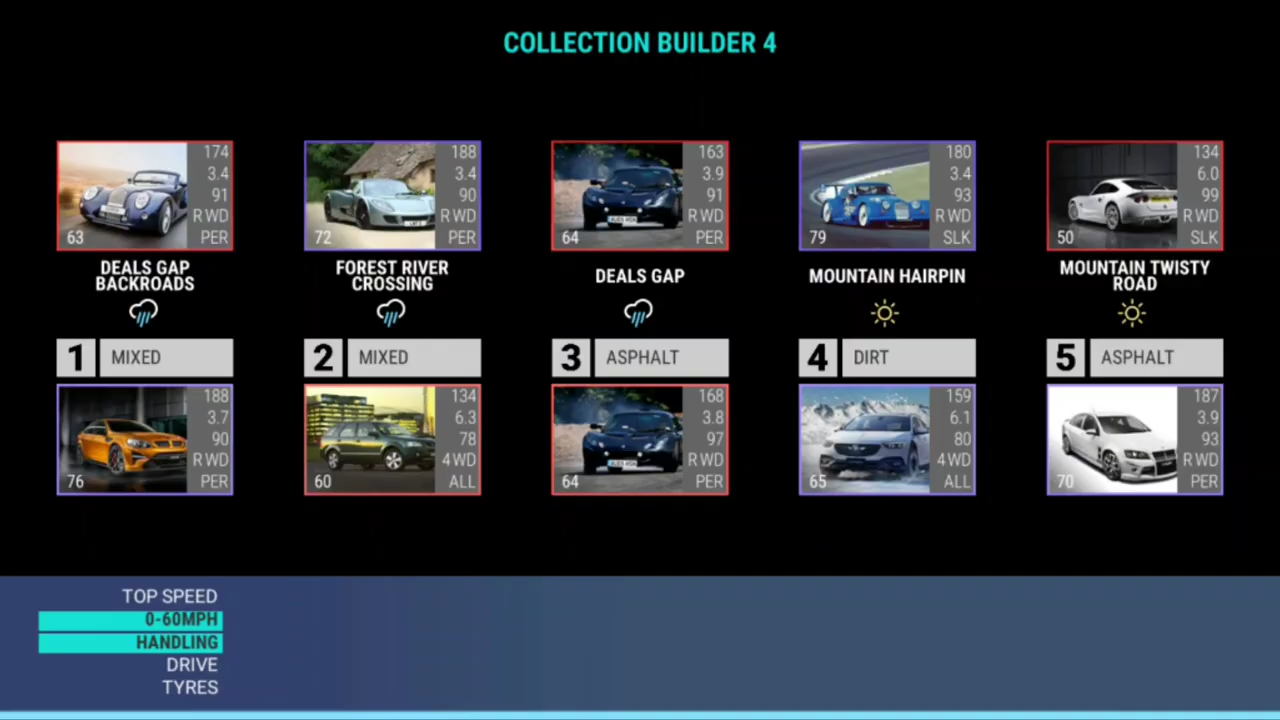 COLLECTION BUILDER 4
174
3.4
91
RWD
PER
63
188
3.4
90
RWD
PER
72
163
3.9
91
RWD
PER
64
180
3.4
93
RWD
SLK
79
134
6.0
99
RWD
SLK
50
DEALS GAP
BACKROADS
FOREST RIVER
CROSSING
DEALS GAP
MOUNTAIN HAIRPIN
MOUNTAIN TWISTY
ROAD
1 MIXED
2 MIXED
3 ASPHALT
4 DIRT
5 ASPHALT
188
3.7
90
RWD
PER
76
134
6.3
78
4WD
ALL
60
168
3.8
97
RWD
PER
64
159
6.1
80
4WD
ALL
65
187
3.9
93
RWD
PER
70
TOP SPEED
0-60MPH
HANDLING
DRIVE
TYRES